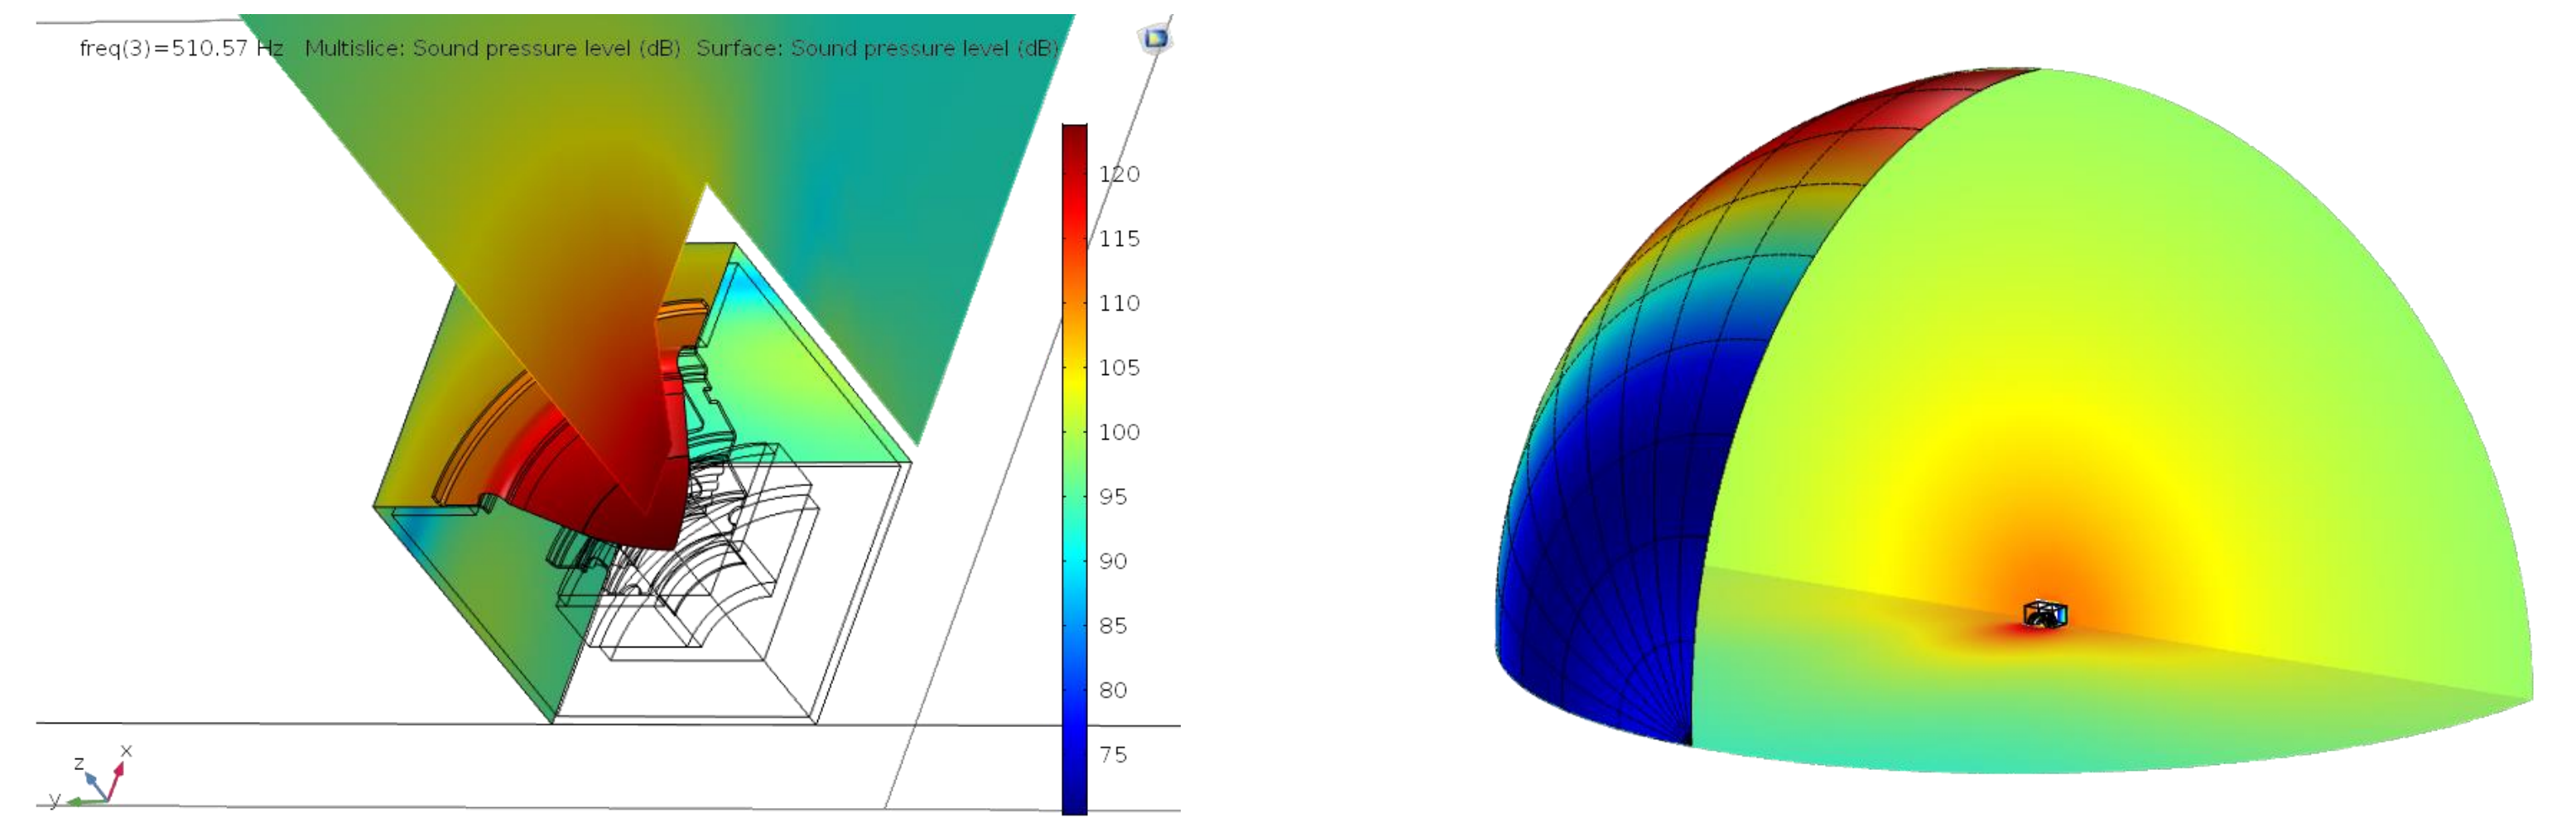 freq(3)=510.57 Hz Multislice: Sound pressure level (dB) Surface: Sound pressure level (dB)
120
115
110
105
100
95
90
85
80
75
x
z
y